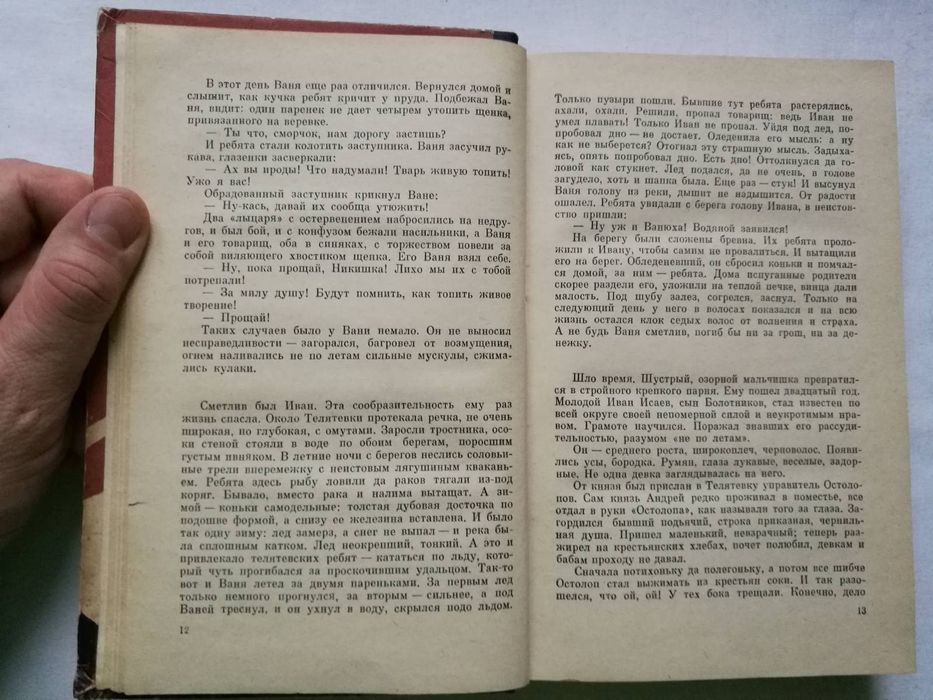 В этот день Ваня еще раз отличился. Вернулся домой и
слышит, как кучка ребят кричит у пруда. Подбежал Ва-
ня, видит: один паренек не дает четырем утопить щенка,
привязанного на веревке.
— Ты что, сморчок, нам дорогу застишь?
И ребята стали колотить заступника. Ваня засучил ру-
кава, глазенки засверкали:
— Ах вы ироды! Что надумали! Тварь живую топить!
Ужо я вас!
Обрадованный заступник крикнул Ване:
— Ну-кась, давай их сообща утюжить!
Два «лыцаря» с остервенением набросились на недру-
гов, и был бой, и с конфузом бежали насильники, а Ваня
и его товарищ, оба в синяках, с торжеством повели за
собой виляющего хвостиком щенка. Его Ваня взял себе.
— Ну, пока прощай, Никишка! Лихо мы их с тобой
потрепали!
— За милу душу! Будут помнить, как топить живое
творение!
— Прощай!
Таких случаев было у Вани немало. Он не выносил
несправедливости — загорался, багровел от возмущения,
огнем наливались не по летам сильные мускулы, сжима-
лись кулаки.
Сметлив был Иван. Эта сообразительность ему раз
жизнь спасла. Около Телятевки протекала речка, не очень
широкая, но глубокая, с омутами. Заросли тростника, осо-
ки стеной стояли в воде по обоим берегам, поросшим
густым ивняком. В летние ночи с берегов неслись соловьи-
ные трели вперемежку с неистовым лягушиным кваканьем.
Ребята здесь рыбу ловили да раков тягали из-под
коряг. Бывало, вместо рака и налима вытащат. А зи-
мой — коньки самодельные: толстая дубовая досточка по
подошве формой, а снизу ее железина вставлена. И было
так одну зиму: лед замерз, а снег не выпал — и река бы-
ла сплошным катком. Лед неокрепший, тонкий. А это и
привлекало телятевских ребят — кататься по льду, кото-
рый чуть прогибался за проскочившим удальцом. Так-то
вот и Ваня летел за двумя пареньками. За первым лед
только немного прогнулся, за вторым — сильнее, а под
Ваней треснул, и он ухнул в воду, скрылся подо льдом.
12
Только пузыри пошли. Бывшие тут ребята растерялись,
ахали, охали. Решили, пропал товарищ: ведь Иван не
умел плавать! Только Иван не пропал. Уйдя под лед, по-
пробовал дно — не достает. Оледенила его мысль: а ну
как не выберется? Отогнал эту страшную мысль. Задыха-
ясь, опять попробовал дно. Есть дно! Оттолкнулся да го-
ловой как стукнет. Лед подался, да не очень, в голове
загудело, хоть и шапка была. Еще раз — стук! И высунул
Ваня голову из реки, дышит не надышится. От радости
ошалел. Ребята увидали с берега голову Ивана, в неистов-
ство пришли:
— Ну уж и Ванюха! Водяной заявился!
На берегу были сложены бревна. Их ребята проло-
жили к Ивану, чтобы самим не провалиться. И вытащили
его на берег. Обледеневший, он сбросил коньки и помчал-
ся домой, за ним — ребята. Дома испуганные родители
скорее раздели его, уложили на теплой печке, винца дали
малость. Под шубу залез, согрелся, заснул. Только на
следующий день у него в волосах показался и на всю
жизнь остался клок седых волос от волнения и страха.
А не будь Ваня сметлив, погиб бы ни за грош, ни за де-
нежку.
Шло время. Шустрый, озорной мальчишка превратил-
ся в стройного крепкого парня. Ему пошел двадцатый год.
Молодой Иван Исаев, сын Болотников, стал известен по
всей округе своей непомерной силой и неукротимым нра-
вом. Грамоте научился. Поражал знавших его рассуди-
тельностью, разумом «не по летам».
Он — среднего роста, широкоплеч, черноволос. Появи-
лись усы, бородка. Румян, глаза лукавые, веселые, задор-
ные. Не одна девка заглядывалась на него.
От князя был прислан в Телятевку управитель Остоло-
пов. Сам князь Андрей редко проживал в поместье, все
отдал в руки «Остолопа», как называли того за глаза. За-
гордился бывший подьячий, строка приказная, черниль-
ная душа. Пришел маленький, невзрачный; теперь раз-
жирел на крестьянских хлебах, почет полюбил, девкам и
бабам проходу не давал.
Сначала потихоньку да полегоньку, а потом все шибче
Остолоп стал выжимать из крестьян соки. И так разо-
шелся, что ой, ой! У тех бока трещали. Конечно, дело
13